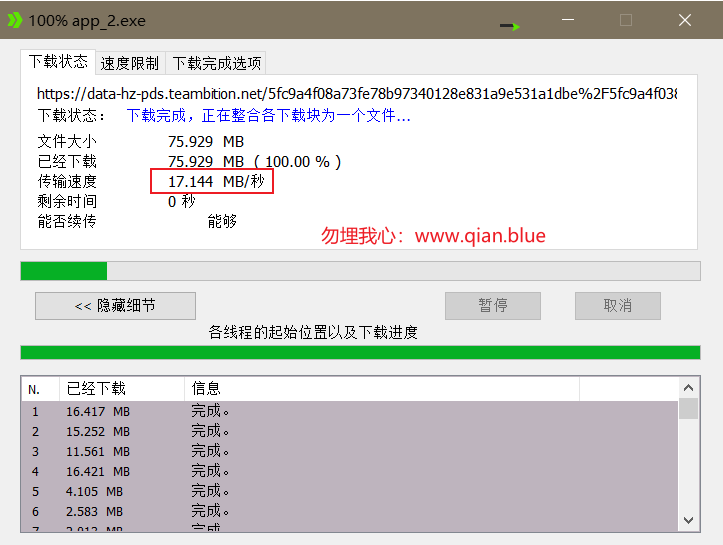 100% app_2.exe
下载状态 速度限制 下载完成选项
https://data-hz-pds.teambition.net/5fc9a4f08a73fe78b97340128e831a9e531a1dbe%2F5fc9a4f038
下载状态： 下载完成，正在整合各下载块为一个文件...
文件大小 75.929 MB
已经下载 75.929 MB ( 100.00 % )
传输速度 17.144 MB/秒
剩余时间 0 秒
能否续传 能够
勿埋我心：www.qian.blue
<< 隐藏细节 暂停 取消
各线程的起始位置以及下载进度
N. 已经下载 信息
1 16.417 MB 完成。
2 15.252 MB 完成。
3 11.561 MB 完成。
4 16.421 MB 完成。
5 4.105 MB 完成。
6 2.583 MB 完成。